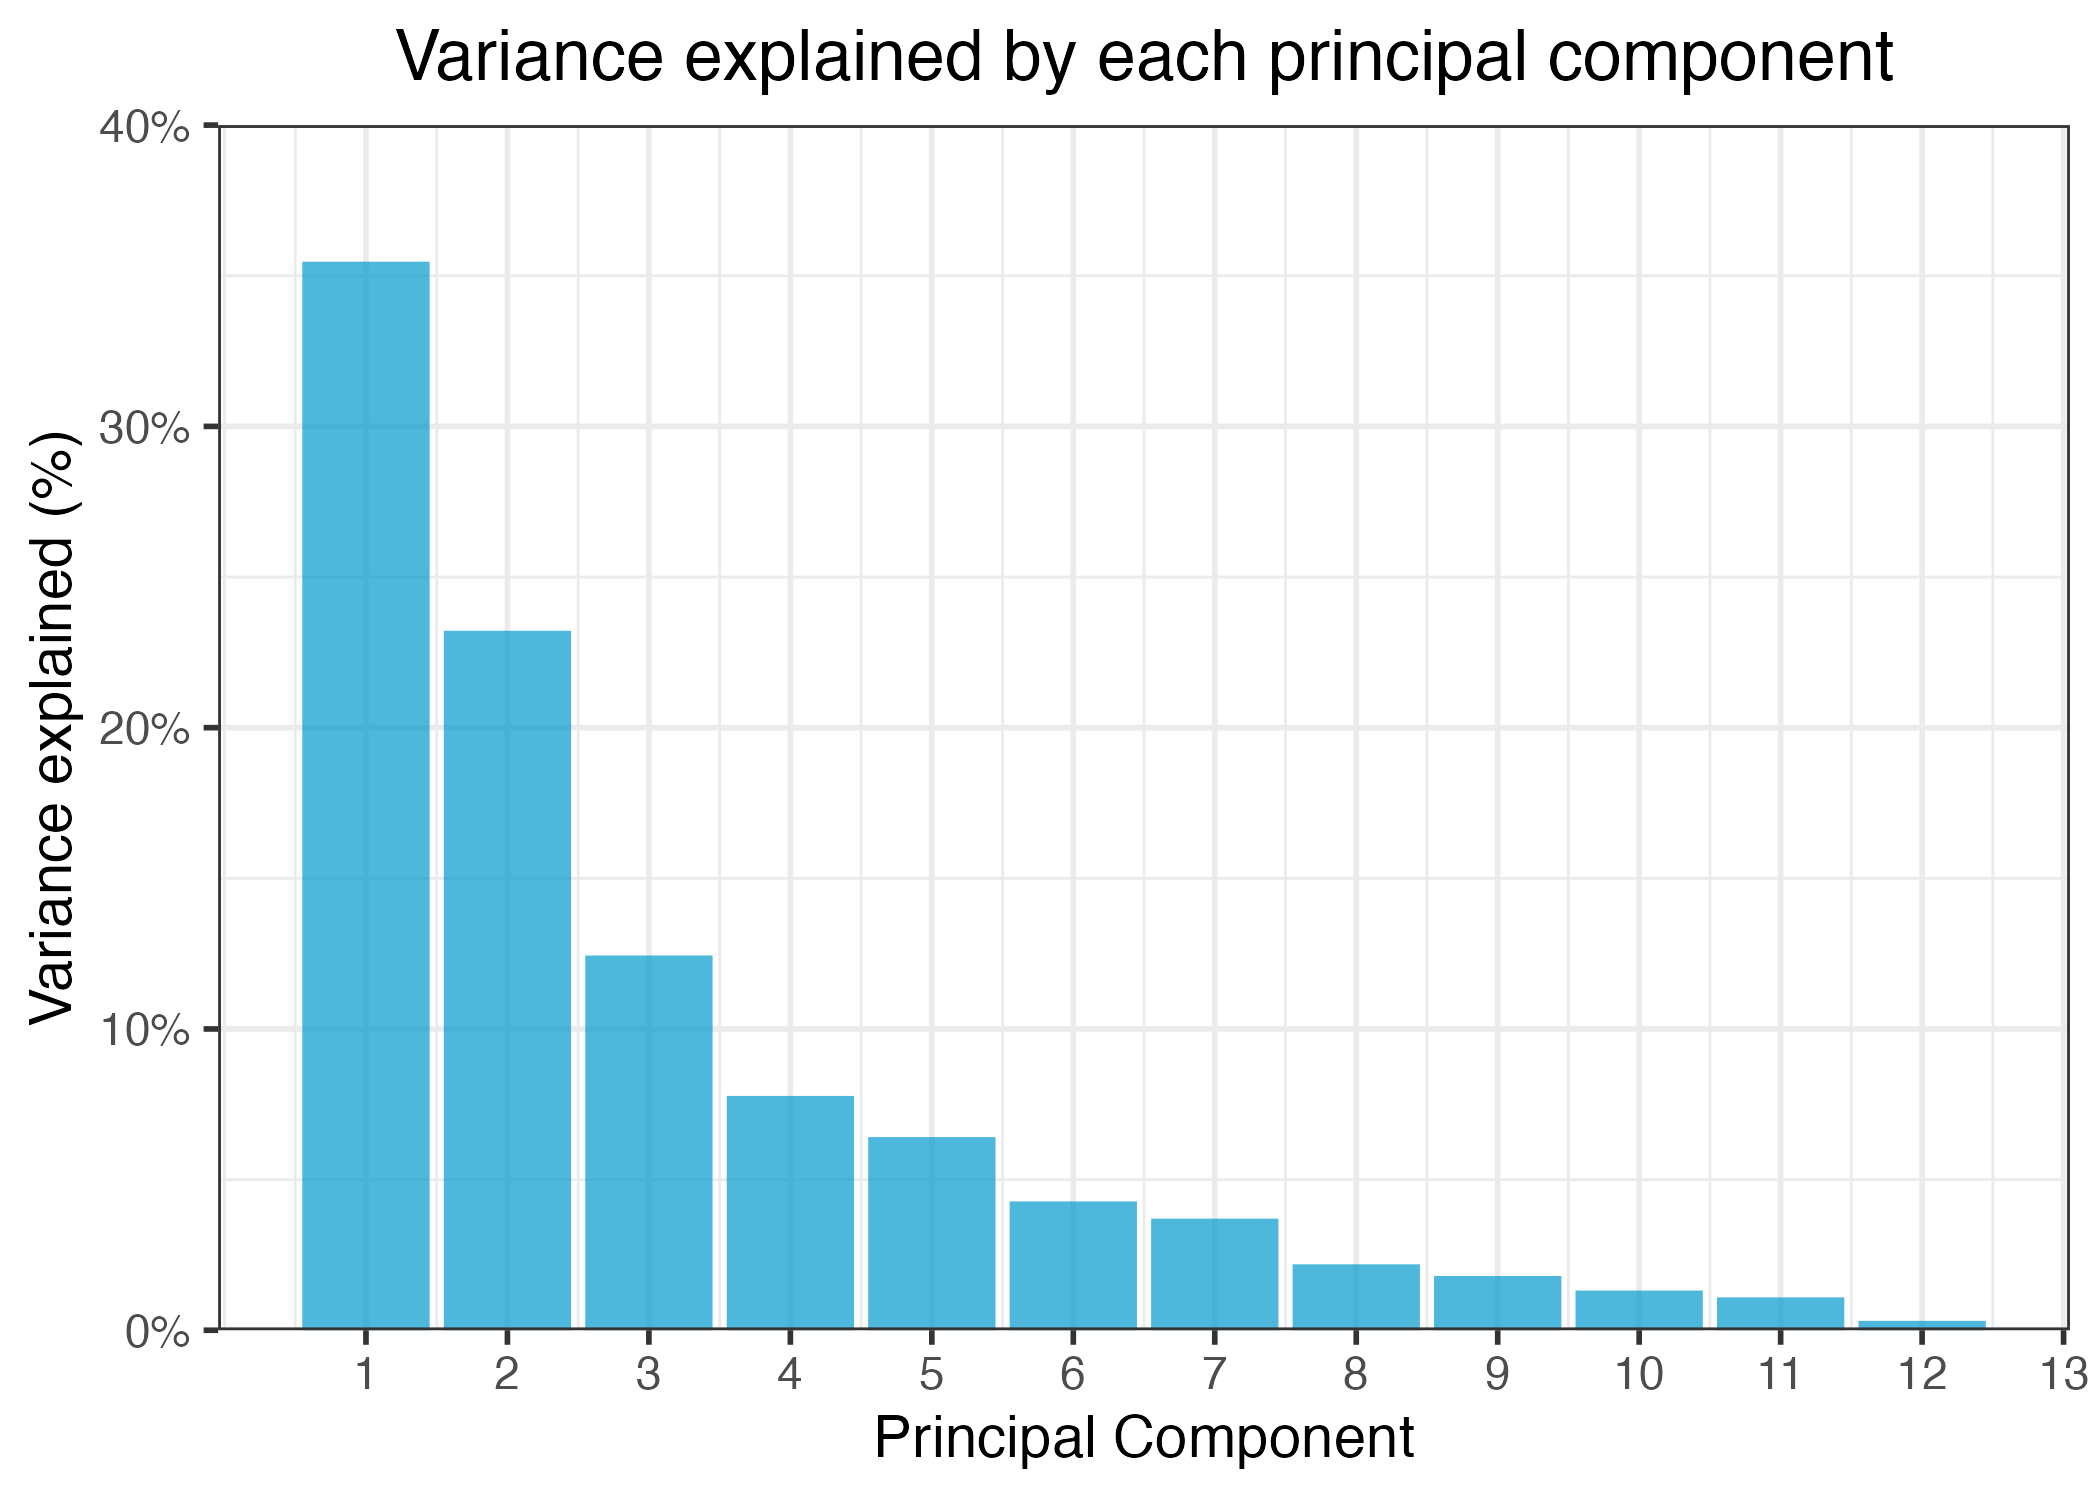 Variance explained by each principal component
Variance explained (%)
40%
30%
20%
10%
0%
1 2 3 4 5 6 7 8 9 10 11 12 13
Principal Component